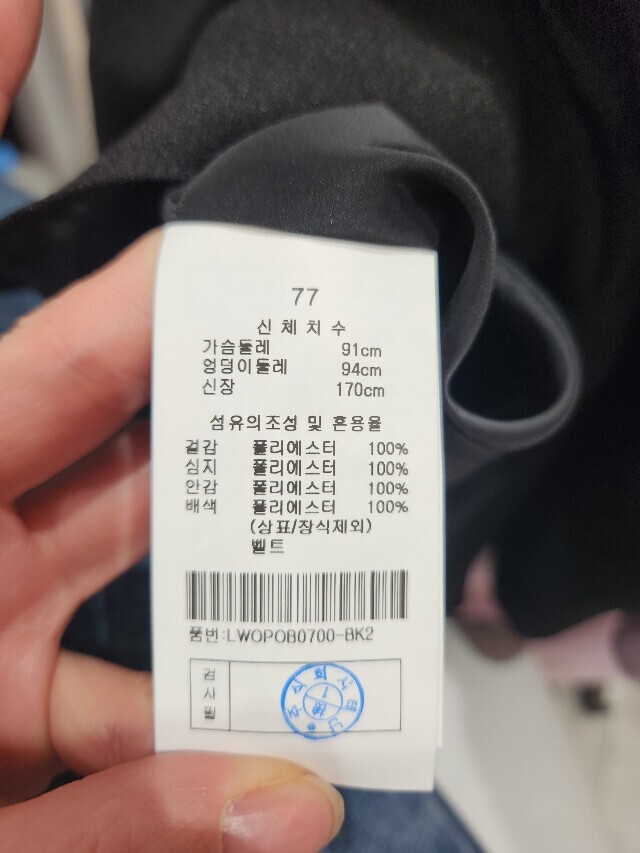 77
신체치수
가슴둘레 91cm
엉덩이둘레 94cm
신장 170cm
섬유의조성 및 혼용율
겉감 폴리에스터 100%
심지 폴리에스터 100%
안감 폴리에스터 100%
배색 폴리에스터 100%
(상표/장식제외)
벨트
품번:LWOPOB0700-BK2
검사필